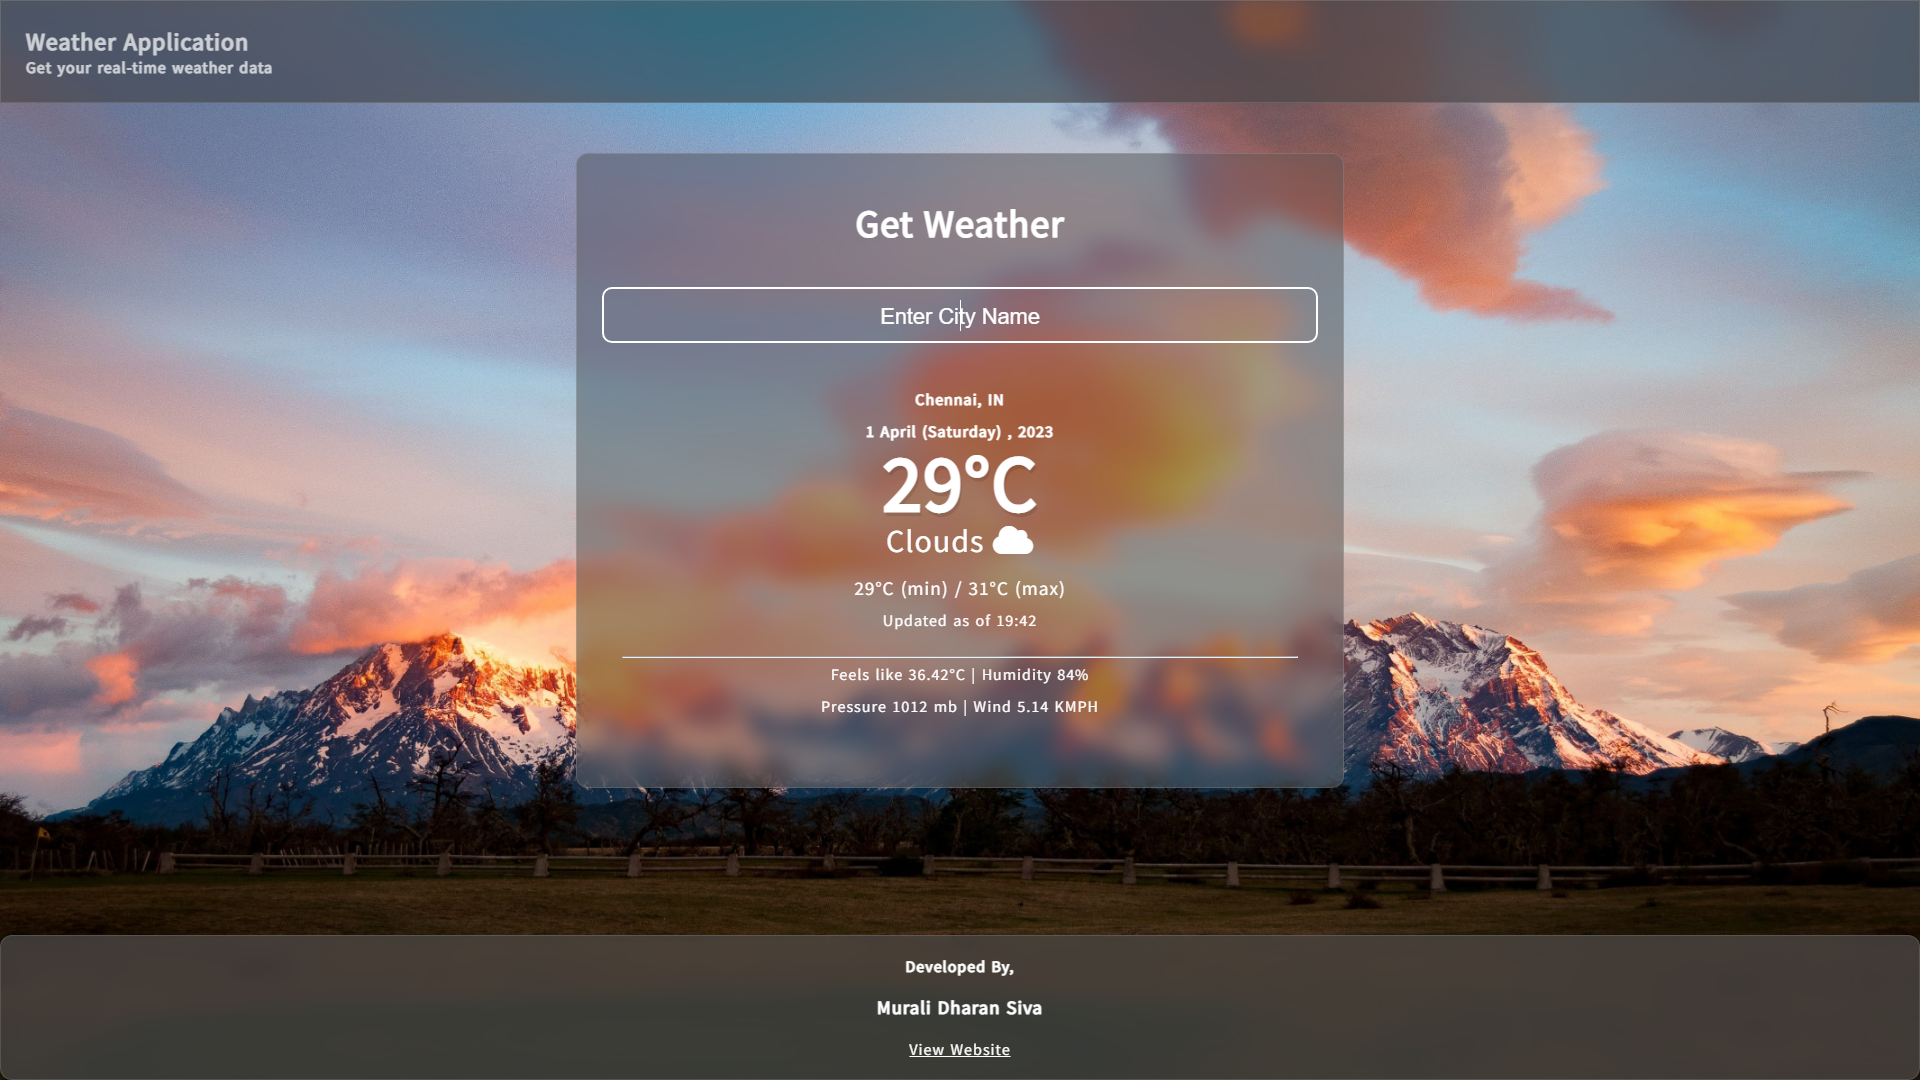 Weather Application
Get your real-time weather data
Get Weather
Enter City Name
Chennai, IN
1 April (Saturday) , 2023
29°C
Clouds
29°C (min) / 31°C (max)
Updated as of 19:42
Feels like 36.42°C | Humidity 84%
Pressure 1012 mb | Wind 5.14 KMPH
Developed By,
Murali Dharan Siva
View Website